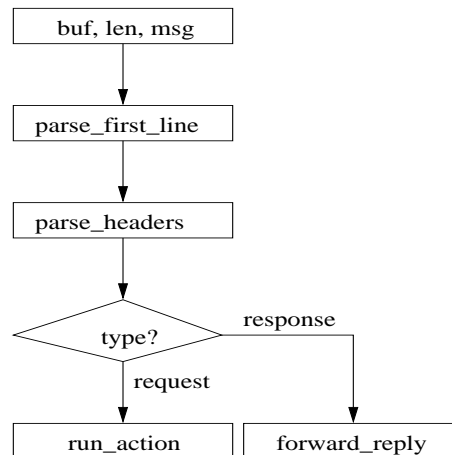 buf, len, msg
parse_first_line
parse_headers
type?
response
request
run_action
forward_reply